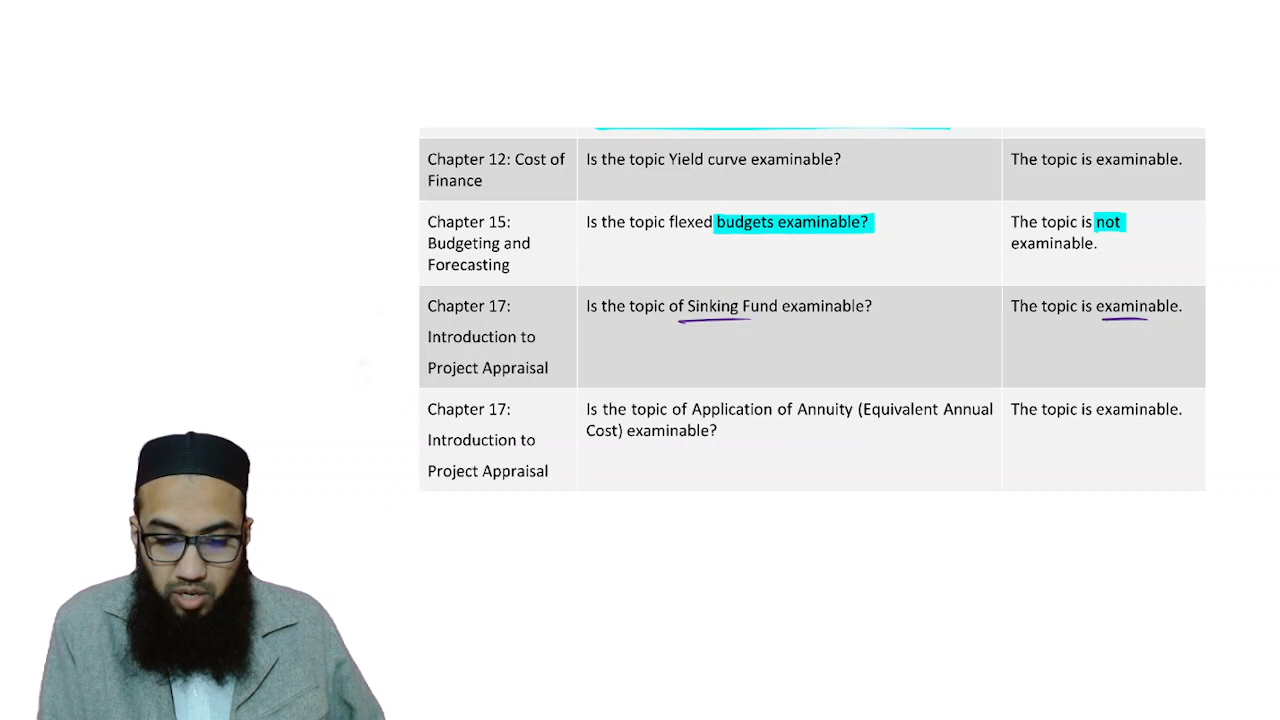 Chapter 12: Cost of Finance
Is the topic Yield curve examinable?
The topic is examinable.
Chapter 15: Budgeting and Forecasting
Is the topic flexed budgets examinable?
The topic is not examinable.
Chapter 17: Introduction to Project Appraisal
Is the topic of Sinking Fund examinable?
The topic is examinable.
Chapter 17: Introduction to Project Appraisal
Is the topic of Application of Annuity (Equivalent Annual Cost) examinable?
The topic is examinable.